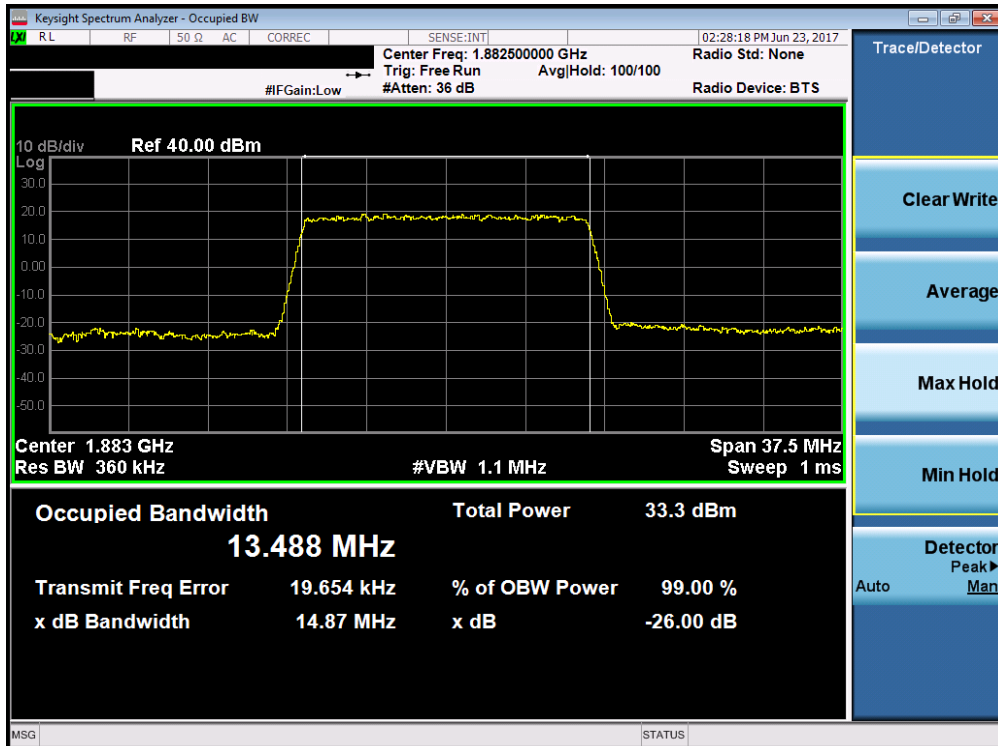 Keysight Spectrum Analyzer - Occupied BW
LXI RL RF 50 Ω AC CORREC SENSE:INT 02:28:18 PM Jun 23, 2017
Center Freq: 1.882500000 GHz Radio Std: None
Trig: Free Run Avg|Hold: 100/100
#IFGain:Low #Atten: 36 dB Radio Device: BTS
10 dB/div Ref 40.00 dBm
Log
30.0
20.0
10.0
0.00
-10.0
-20.0
-30.0
-40.0
-50.0
Center 1.883 GHz Span 37.5 MHz
Res BW 360 kHz #VBW 1.1 MHz Sweep 1 ms
Occupied Bandwidth Total Power 33.3 dBm
13.488 MHz
Transmit Freq Error 19.654 kHz % of OBW Power 99.00 %
x dB Bandwidth 14.87 MHz x dB -26.00 dB
MSG STATUS
Trace/Detector
Clear Write
Average
Max Hold
Min Hold
Detector
Peak▶
Auto Man